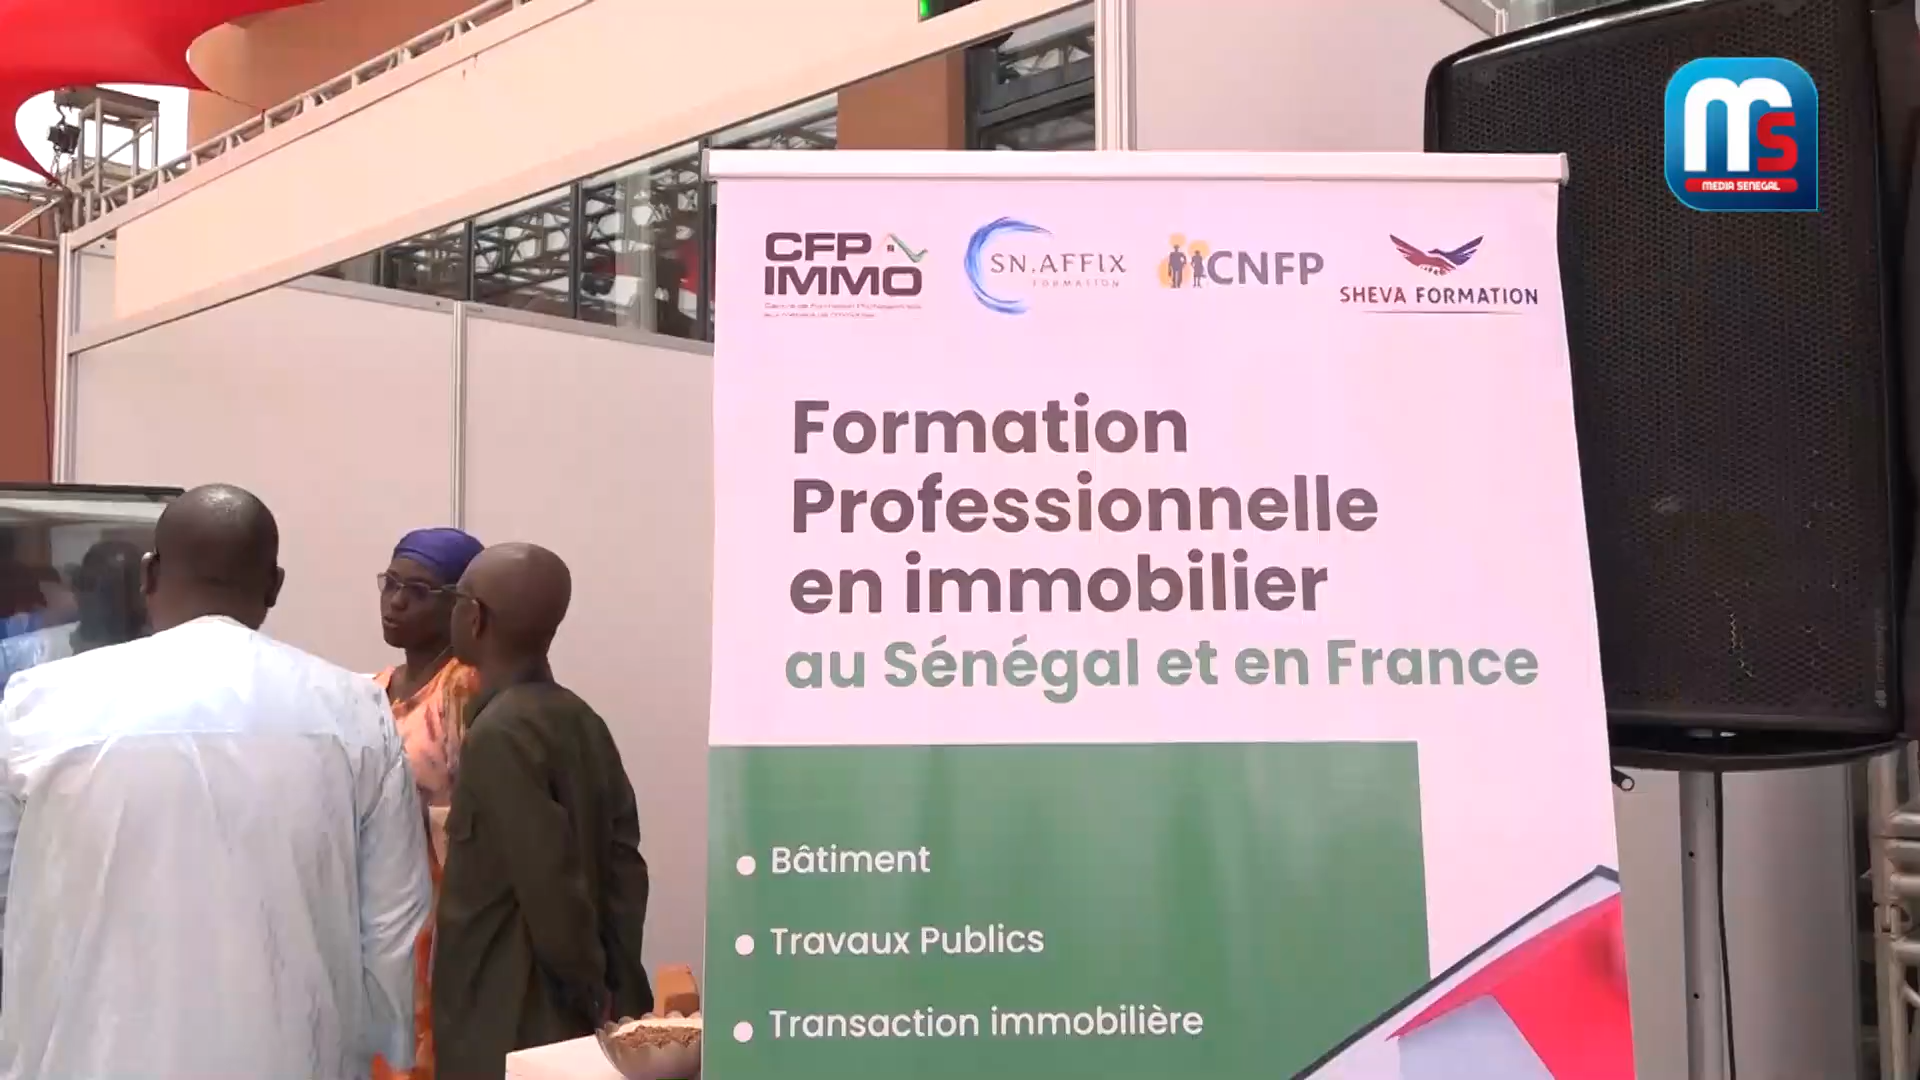 MS
MEDIA SENEGAL
CFP
IMMO
SN.AFFIX
FORMATION
CNFP
SHEVA FORMATION
Formation
Professionnelle
en immobilier
au Sénégal et en France
Bâtiment
Travaux Publics
Transaction immobilière